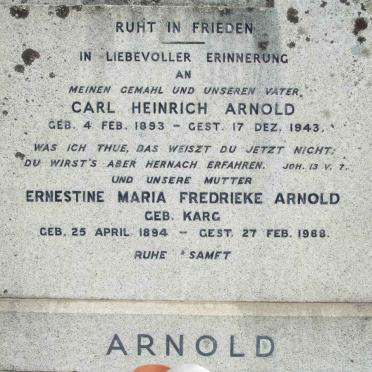 RUHT IN FRIEDEN
IN LIEBEVOLLER ERINNERUNG
AN
MEINEN GEMAHL UND UNSEREN VATER,
CARL HEINRICH ARNOLD
GEB. 4 FEB. 1893 – GEST. 17 DEZ. 1943.
WAS ICH THUE, DAS WEISZT DU JETZT NICHT;
DU WIRST'S ABER HERNACH ERFAHREN. JOH. 13 V. 7.
UND UNSERE MUTTER
ERNESTINE MARIA FREDRIEKE ARNOLD
GEB. KARG
GEB. 25 APRIL 1894 – GEST. 27 FEB. 1968.
RUHE SAMFT
ARNOLD